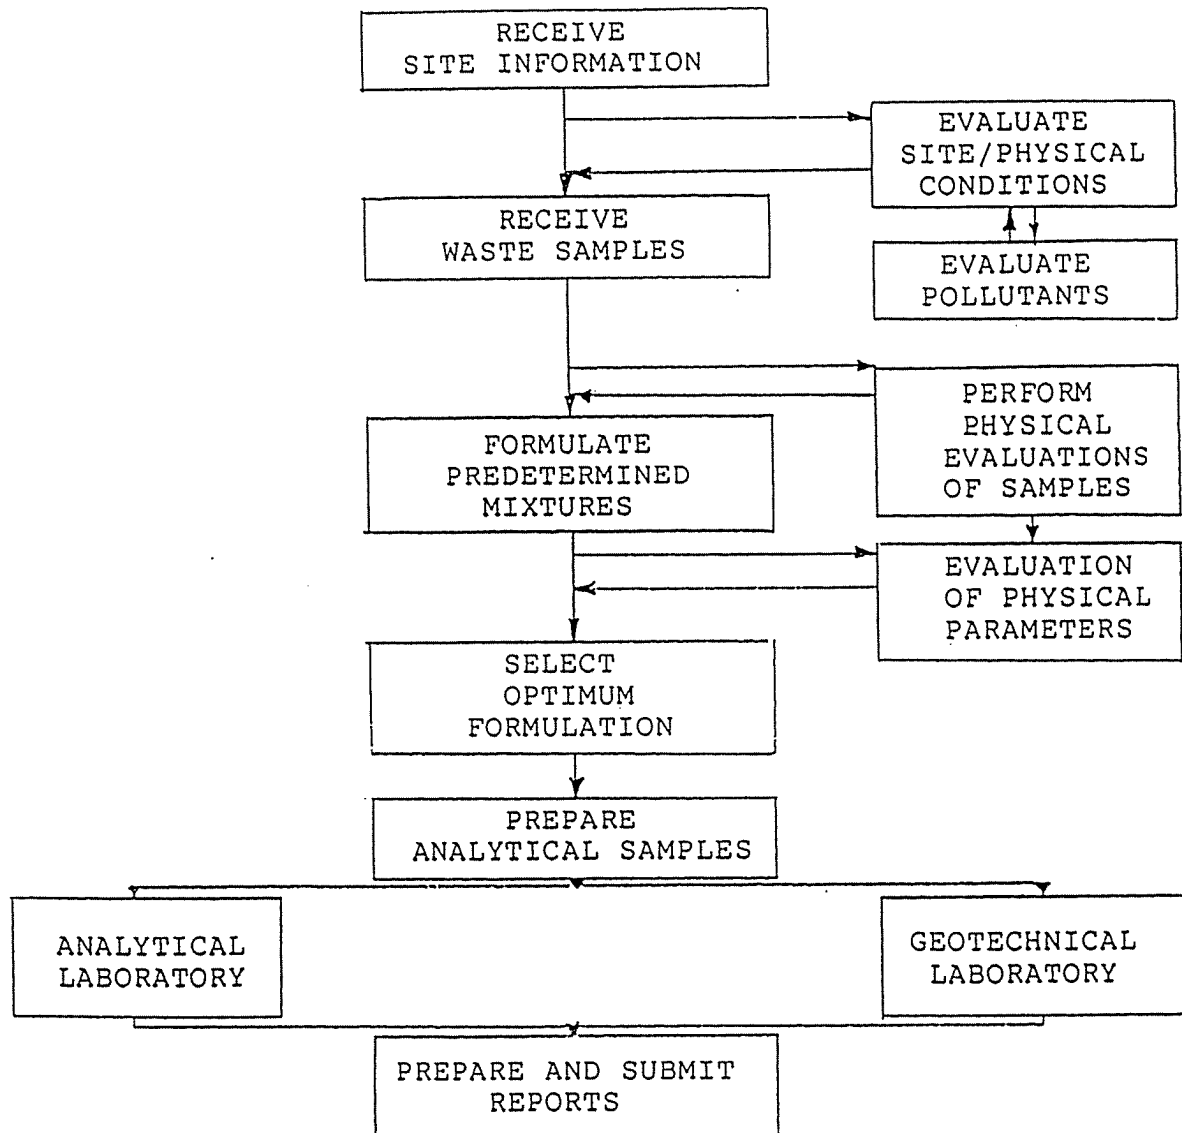 RECEIVE
SITE INFORMATION
EVALUATE
SITE/PHYSICAL
CONDITIONS
RECEIVE
WASTE SAMPLES
EVALUATE
POLLUTANTS
PERFORM
PHYSICAL
EVALUATIONS
OF SAMPLES
FORMULATE
PREDETERMINED
MIXTURES
EVALUATION
OF PHYSICAL
PARAMETERS
SELECT
OPTIMUM
FORMULATION
PREPARE
ANALYTICAL SAMPLES
ANALYTICAL
LABORATORY
GEOTECHNICAL
LABORATORY
PREPARE AND SUBMIT
REPORTS